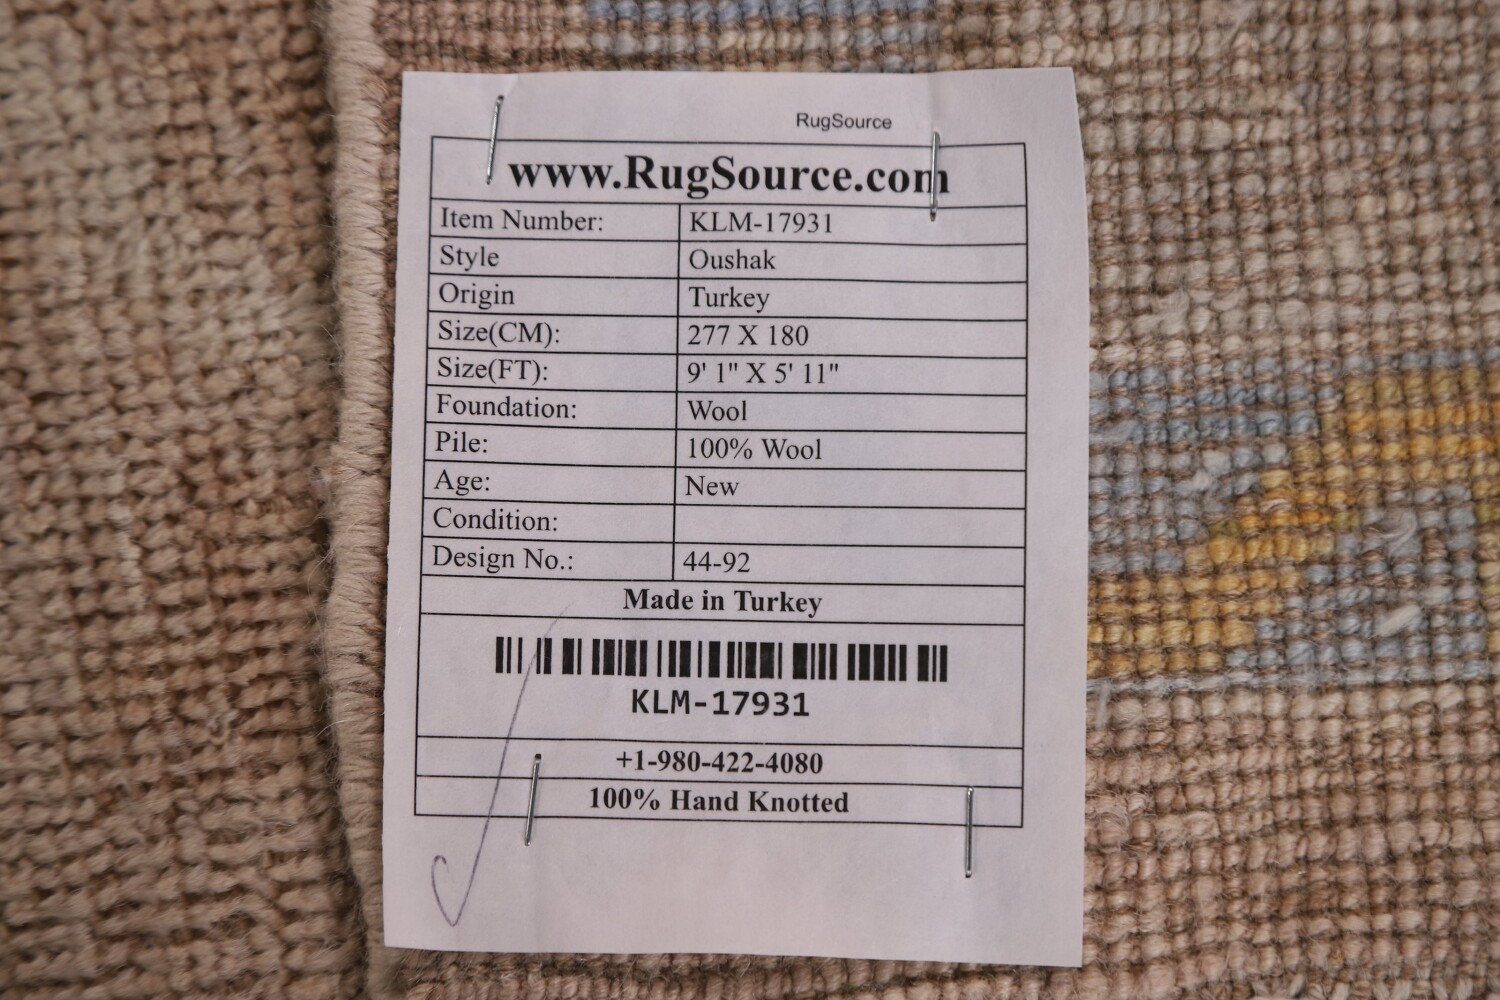 RugSource
www.RugSource.com
Item Number: KLM-17931
Style Oushak
Origin Turkey
Size(CM): 277 X 180
Size(FT): 9' 1" X 5' 11"
Foundation: Wool
Pile: 100% Wool
Age: New
Condition:
Design No.: 44-92
Made in Turkey
KLM-17931
+1-980-422-4080
100% Hand Knotted